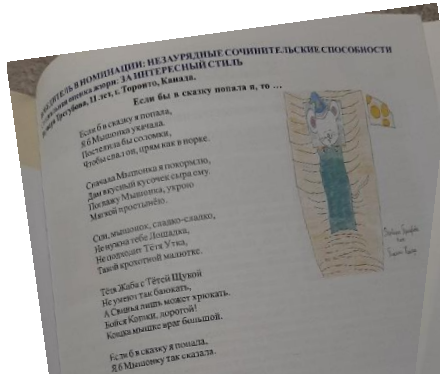 ПОБЕДИТЕЛЬ В НОМИНАЦИИ: НЕЗАУРЯДНЫЕ СОЧИНИТЕЛЬСКИЕ СПОСОБНОСТИ
оценка жюри: ЗА ИНТЕРЕСНЫЙ СТИЛЬ
Трегубова, 11 лет, г. Торонто, Канада.
Если бы в сказку попала я, то ...
Если б в сказку я попала,
Я б Мышонка укачала.
Постелила бы соломки,
Чтобы спал он, прям как в норке.
Сначала Мышонка я покормлю,
Дам вкусный кусочек сыра ему.
Поглажу Мышонка, укрою
Мягкой простынёю.
Спи, мышонок, сладко-сладко,
Не нужна тебе Лошадка,
Не подходит Тётя Утка,
Такой крохотной малютке.
Тётя Жаба с Тётей Щукой
Не умеют так баюкать,
А Свинья лишь может хрюкать.
Бойся Кошки, дорогой!
Кошка мышке враг большой.
Если б в сказку я попала,
Я б Мышонку так сказала.